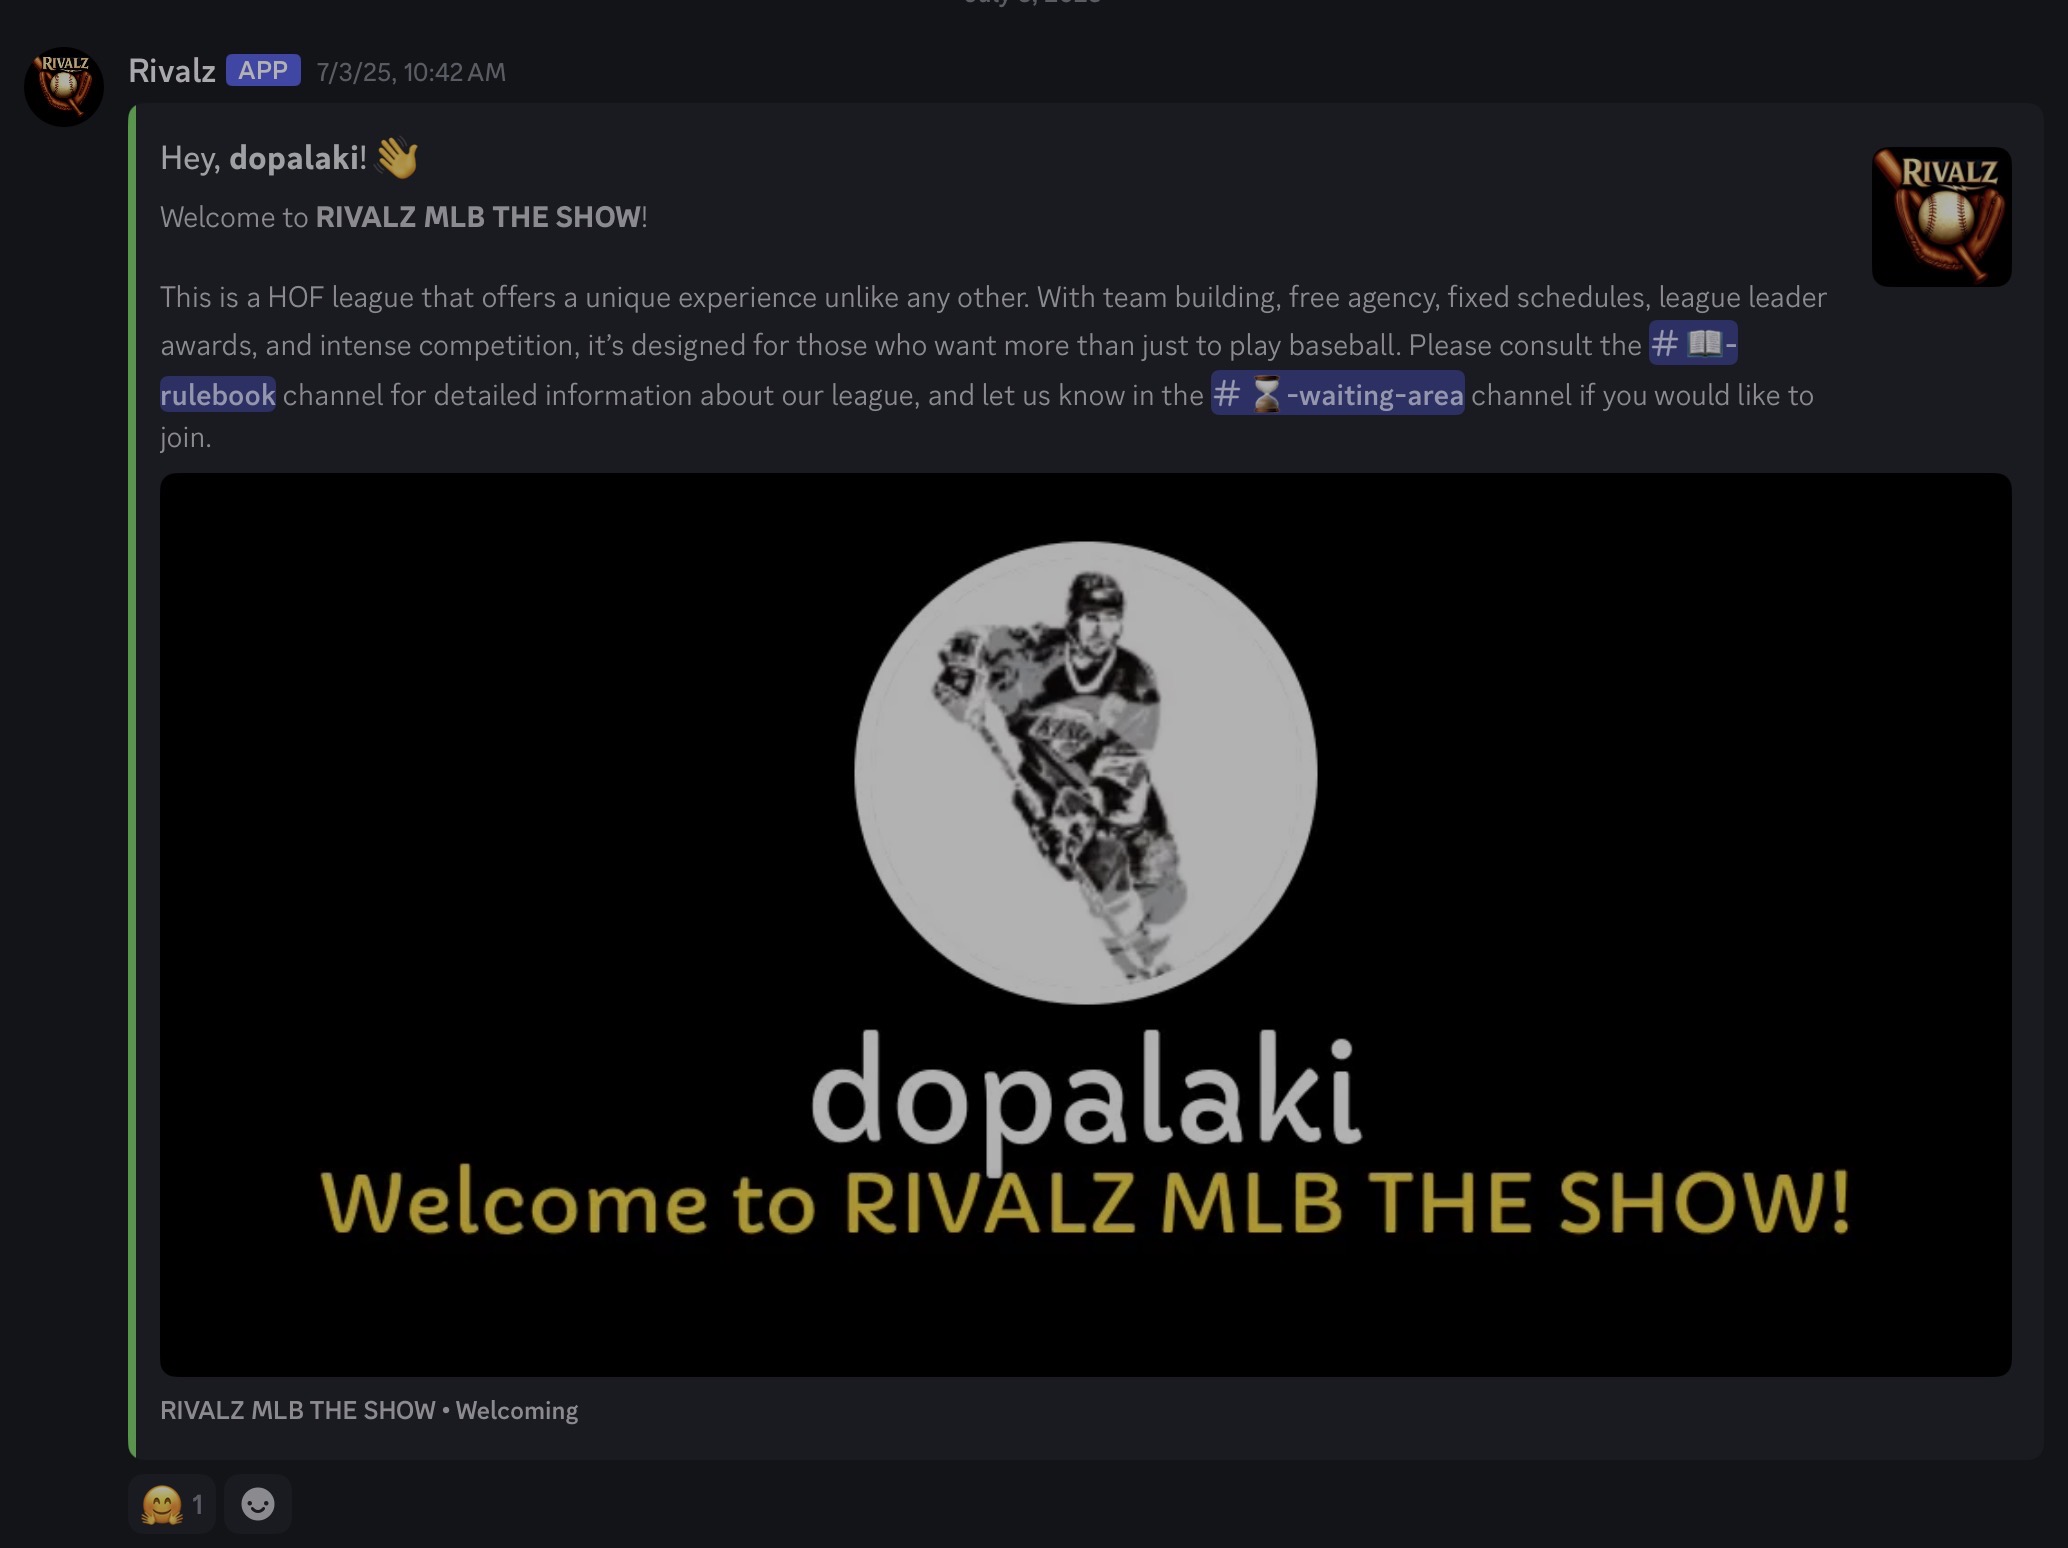 RIVALZ
Rivalz APP 7/3/25, 10:42 AM
Hey, dopalaki! 👋
Welcome to RIVALZ MLB THE SHOW!
RIVALZ
This is a HOF league that offers a unique experience unlike any other. With team building, free agency, fixed schedules, league leader
awards, and intense competition, it’s designed for those who want more than just to play baseball. Please consult the # 📖-
rulebook channel for detailed information about our league, and let us know in the # ⏳-waiting-area channel if you would like to
join.
dopalaki
Welcome to RIVALZ MLB THE SHOW!
RIVALZ MLB THE SHOW • Welcoming
🤗 1